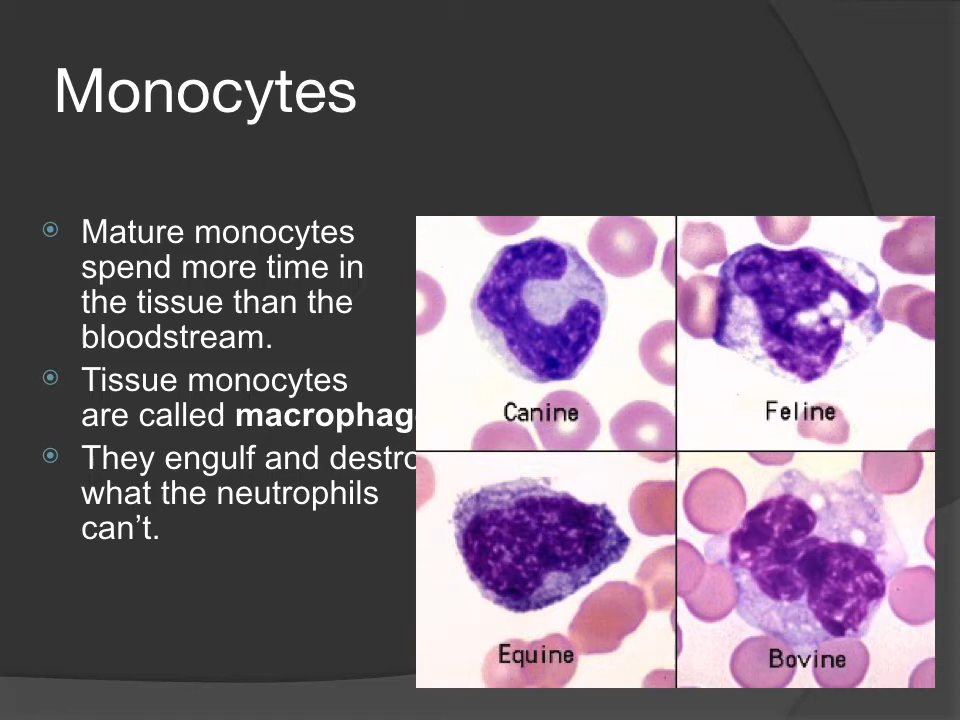 Monocytes
Mature monocytes
spend more time in
the tissue than the
bloodstream.
Tissue monocytes
are called macrophag
They engulf and destro
what the neutrophils
can’t.
Canine
Feline
Equine
Bovine